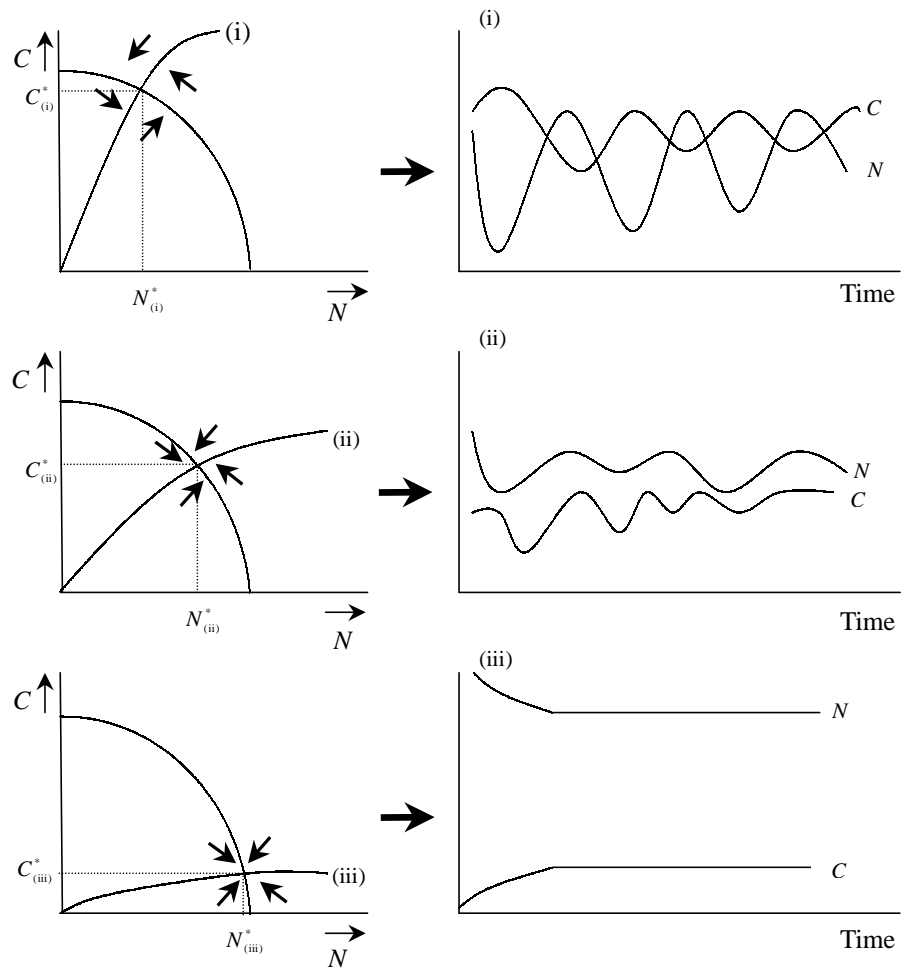 (i)
C
(i)
C*(i)
C
N
N*(i)
N
Time
(ii)
C
(ii)
C*(ii)
N
C
N*(ii)
N
Time
(iii)
C
N
C*(iii)
(iii)
C
N*(iii)
N
Time